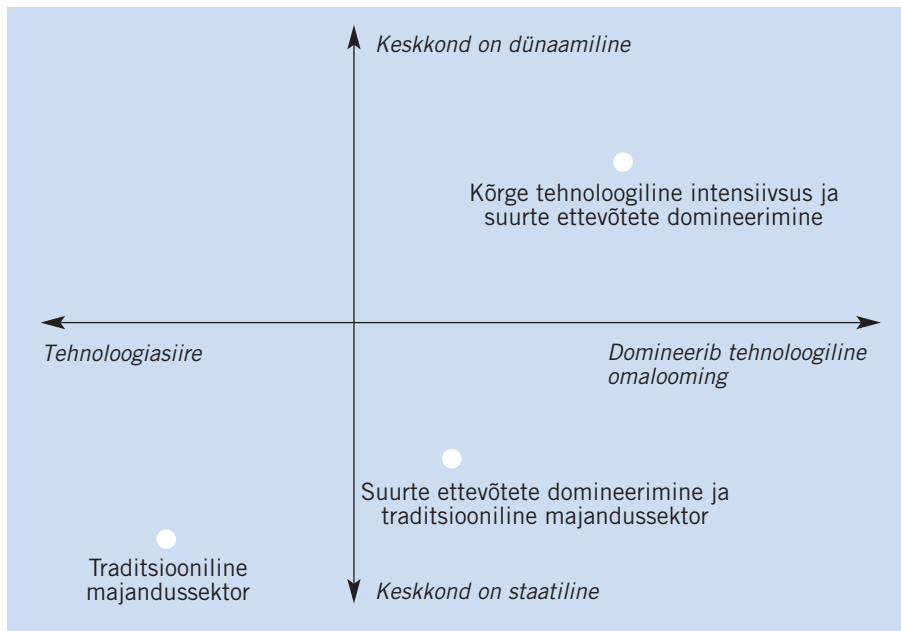 Keskkond on dünaamiline
Kõrge tehnoloogiline intensiivsus ja
suurte ettevõtete domineerimine
Tehnoloogiasiire
Domineerib tehnoloogiline
omalooming
Suurte ettevõtete domineerimine ja
traditsiooniline majandussektor
Traditsiooniline
majandussektor
Keskkond on staatiline